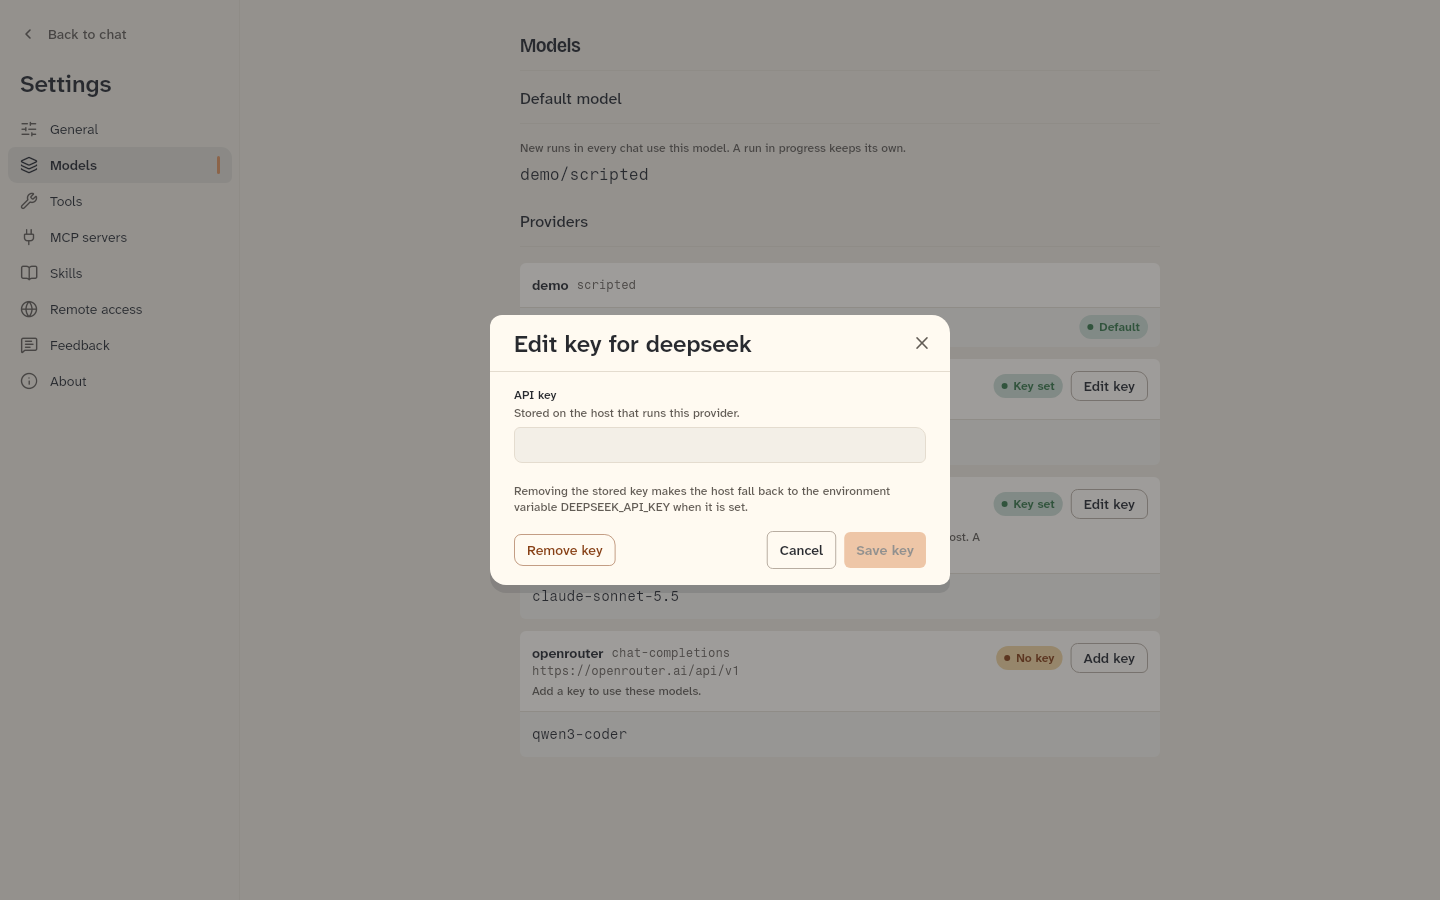 Back to chat
Settings
General
Models
Tools
MCP servers
Skills
Remote access
Feedback
About
Models
Default model
New runs in every chat use this model. A run in progress keeps its own.
demo/scripted
Providers
demo scripted
Default
Key set
Edit key
Key set
Edit key
ost. A
claude-sonnet-5.5
openrouter chat-completions
https://openrouter.ai/api/v1
Add a key to use these models.
No key
Add key
qwen3-coder
Edit key for deepseek
API key
Stored on the host that runs this provider.
Removing the stored key makes the host fall back to the environment
variable DEEPSEEK_API_KEY when it is set.
Remove key
Cancel
Save key